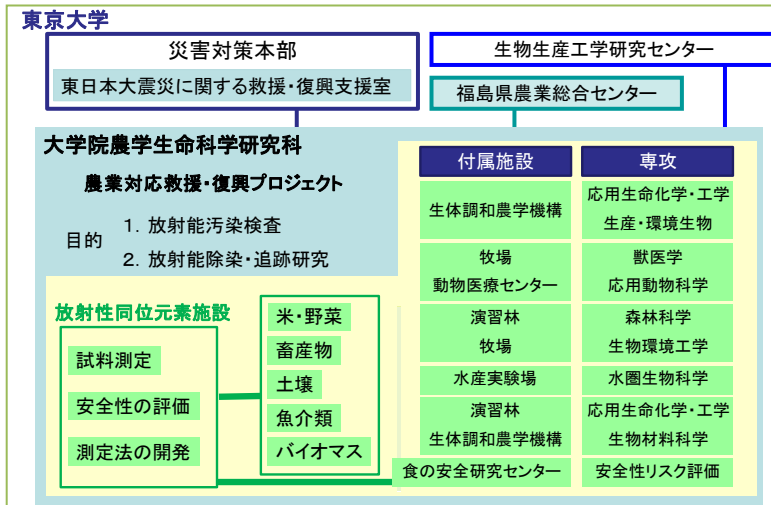 東京大学
災害対策本部
東日本大震災に関する救援・復興支援室
生物生産工学研究センター
福島県農業総合センター
大学院農学生命科学研究科
農業対応救援・復興プロジェクト
目的
1. 放射能汚染検査
2. 放射能除染・追跡研究
放射性同位元素施設
試料測定
安全性の評価
測定法の開発
米・野菜
畜産物
土壌
魚介類
バイオマス
付属施設
専攻
生体調和農学機構
応用生命化学・工学
生産・環境生物
牧場
動物医療センター
獣医学
応用動物科学
演習林
牧場
森林科学
生物環境工学
水産実験場
水圏生物科学
演習林
生体調和農学機構
応用生命化学・工学
生物材料科学
食の安全研究センター
安全性リスク評価